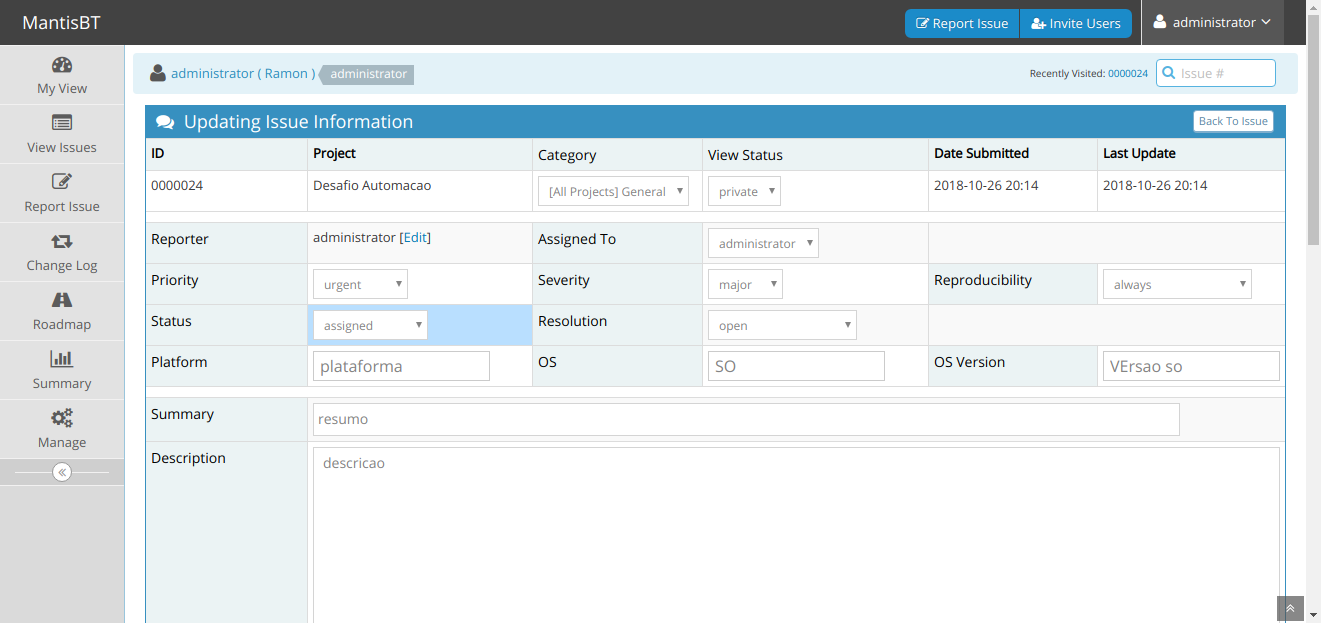 MantisBT
Report Issue
Invite Users
administrator
My View
View Issues
Report Issue
Change Log
Roadmap
Summary
Manage
administrator ( Ramon )
administrator
Recently Visited: 0000024
Issue #
Updating Issue Information
Back To Issue
ID Project Category View Status Date Submitted Last Update
0000024 Desafio Automacao [All Projects] General private 2018-10-26 20:14 2018-10-26 20:14
Reporter administrator [Edit] Assigned To administrator
Priority urgent Severity major Reproducibility always
Status assigned Resolution open
Platform plataforma OS SO OS Version VErsao so
Summary resumo
Description descricao